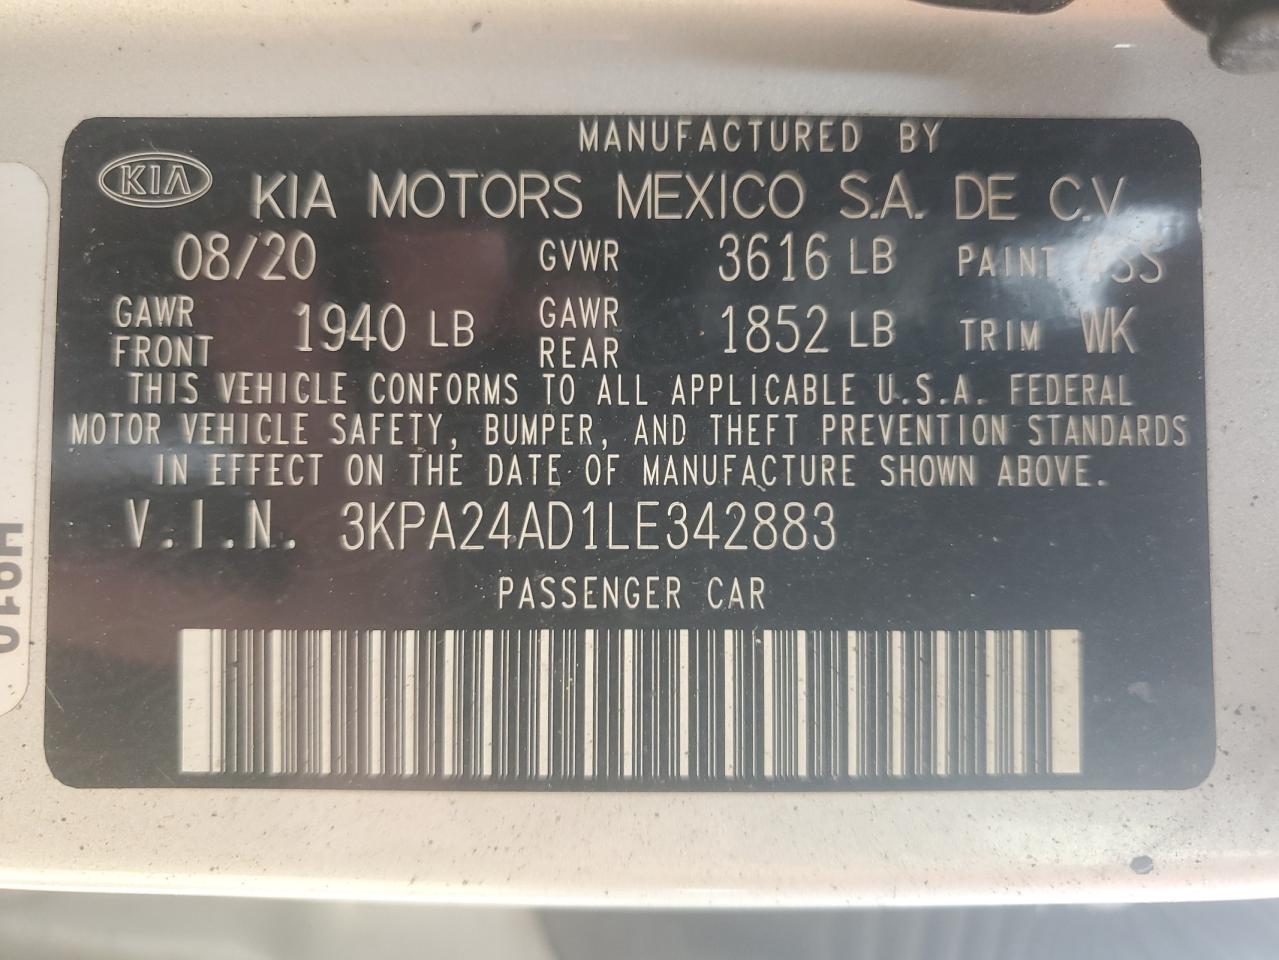 MANUFACTURED BY
KIA
KIA MOTORS MEXICO S.A. DE C.V.
08/20 GVWR 3616 LB PAINT 4SS
GAWR FRONT 1940 LB GAWR REAR 1852 LB TRIM WK
THIS VEHICLE CONFORMS TO ALL APPLICABLE U.S.A. FEDERAL
MOTOR VEHICLE SAFETY, BUMPER, AND THEFT PREVENTION STANDARDS
IN EFFECT ON THE DATE OF MANUFACTURE SHOWN ABOVE.
V.I.N. 3KPA24AD1LE342883
PASSENGER CAR